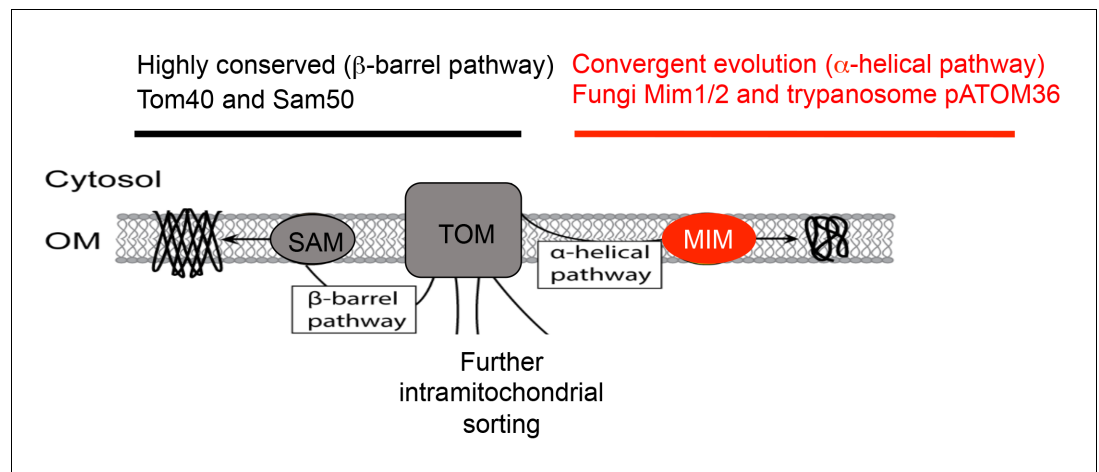 Highly conserved (β-barrel pathway)
Tom40 and Sam50
Convergent evolution (α-helical pathway)
Fungi Mim1/2 and trypanosome pATOM36
Cytosol
OM
SAM
TOM
MIM
α-helical
pathway
β-barrel
pathway
Further
intramitochondrial
sorting